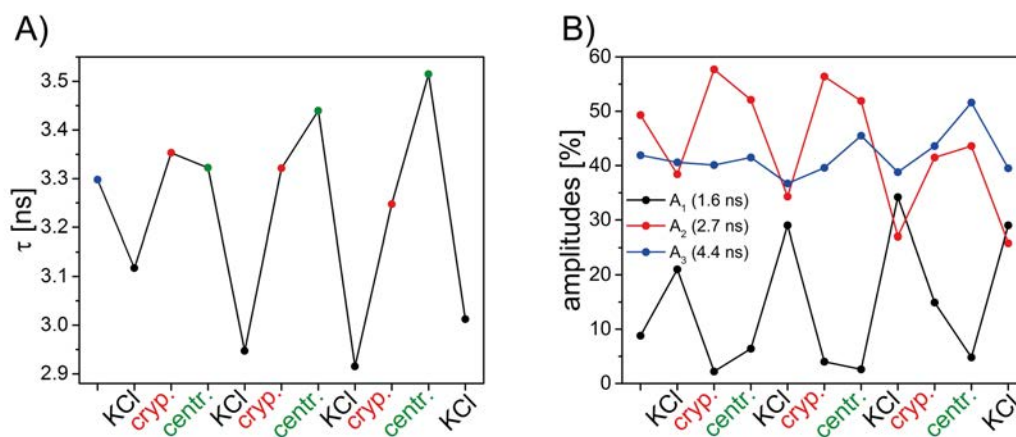 A)
τ [ns]
3.5
3.4
3.3
3.2
3.1
3.0
2.9
KCl
cryp.
centr.
KCl
cryp.
centr.
KCl
cryp.
centr.
KCl
B)
amplitudes [%]
60
50
40
30
20
10
0
A₁ (1.6 ns)
A₂ (2.7 ns)
A₃ (4.4 ns)
KCl
cryp.
centr.
KCl
cryp.
centr.
KCl
cryp.
centr.
KCl